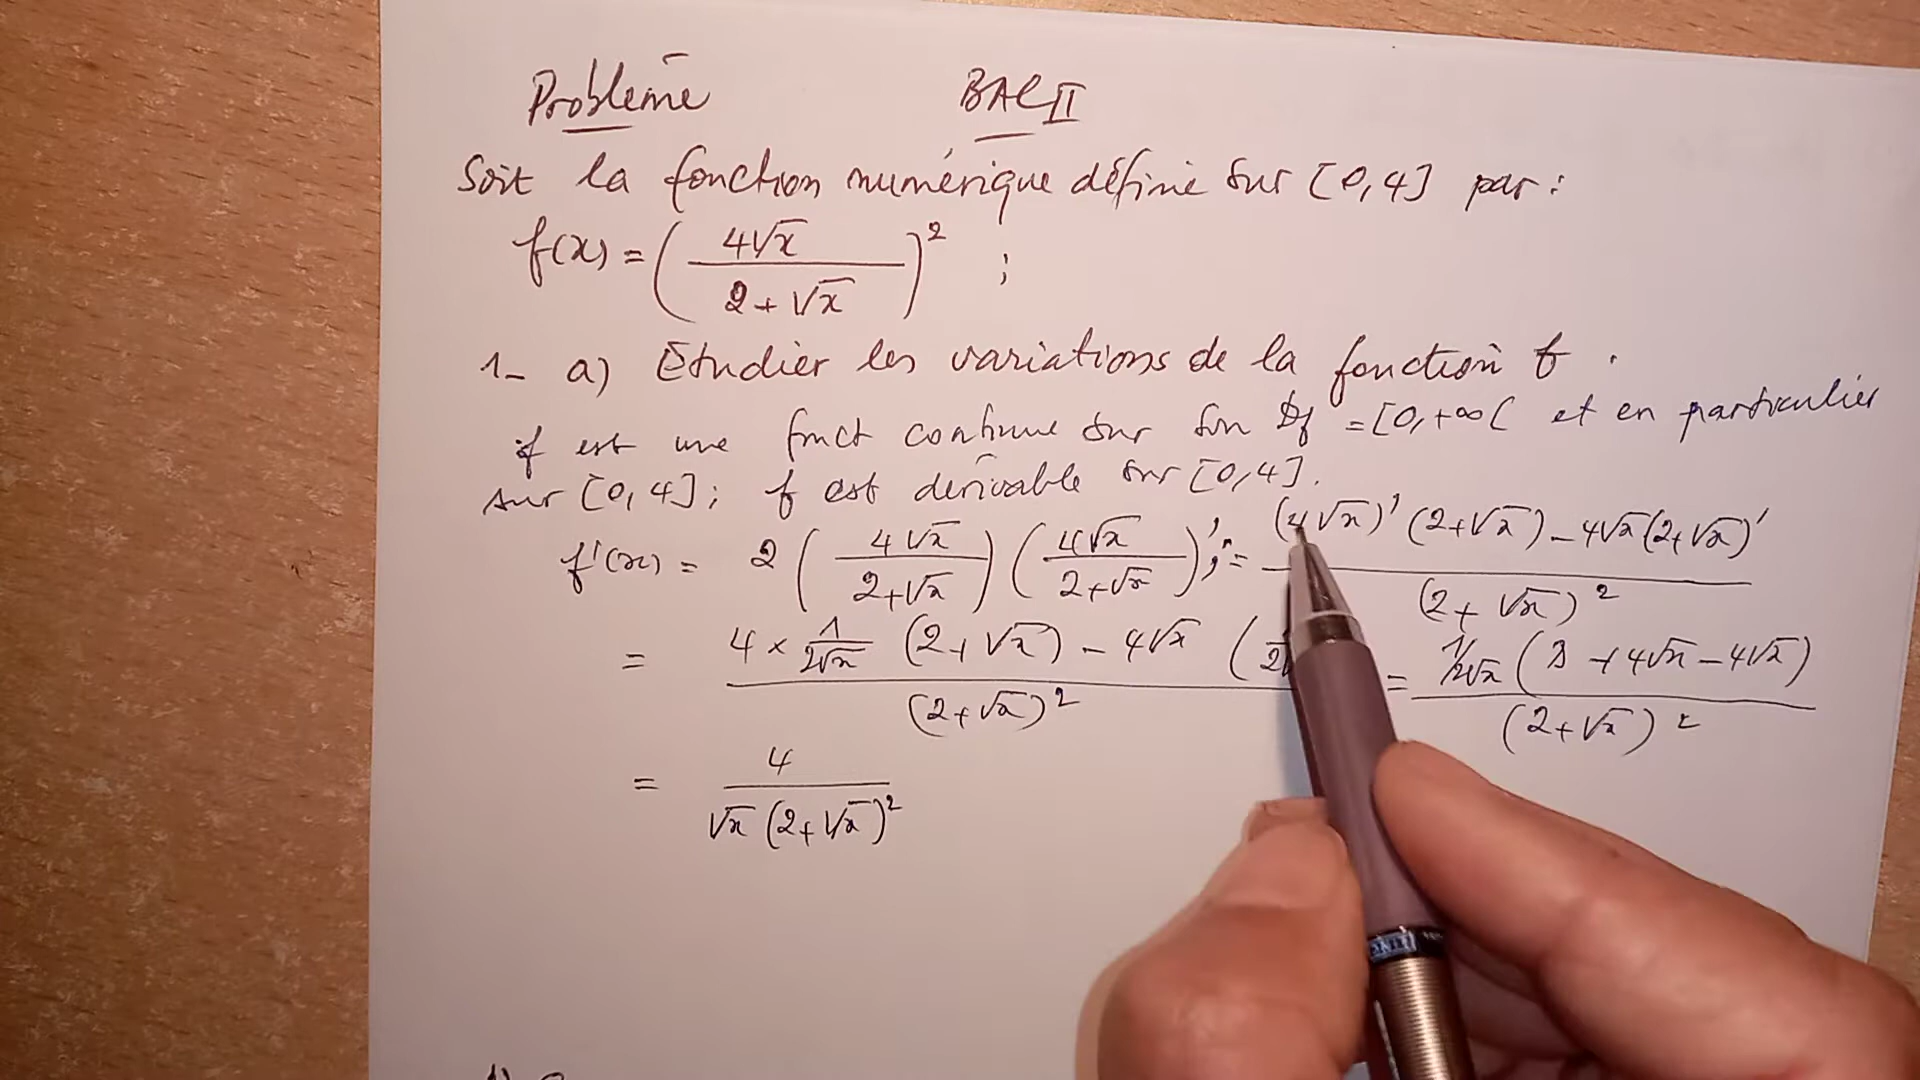 Problème BAC II
Soit la fonction numérique définie sur [0,4] par :
f(x) = ( 4√x / 2+√x )² ;
1- a) Étudier les variations de la fonction f .
f est une fnct continue sur son Df = [0,+∞[ et en particulier
sur [0,4] ; f est dérivable sur [0,4].
f'(x) = 2 ( 4√x / 2+√x ) ( 4√x / 2+√x )' ; = (4√x)' (2+√x) - 4√x (2+√x)' / (2+√x)²
= 4 × 1/2√x (2+√x) - 4√x ( / (2+√x)² = 1/2√x ( 8 + 4√x - 4√x) / (2+√x)²
= 4 / √x (2+√x)²